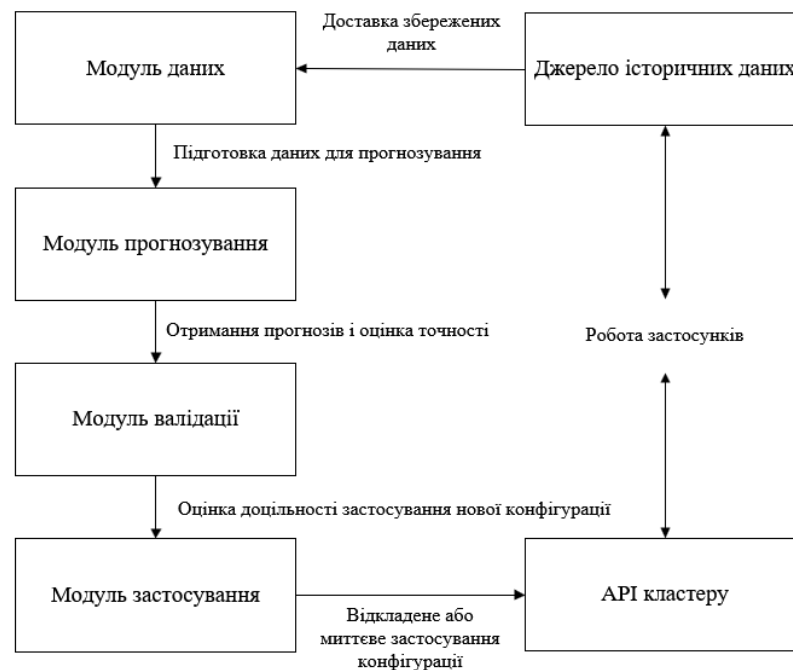 Доставка збережених
даних
Модуль даних
Джерело історичних даних
Підготовка даних для прогнозування
Модуль прогнозування
Отримання прогнозів і оцінка точності
Робота застосунків
Модуль валідації
Оцінка доцільності застосування нової конфігурації
Модуль застосування
API кластеру
Відкладене або
миттєве застосування
конфігурації